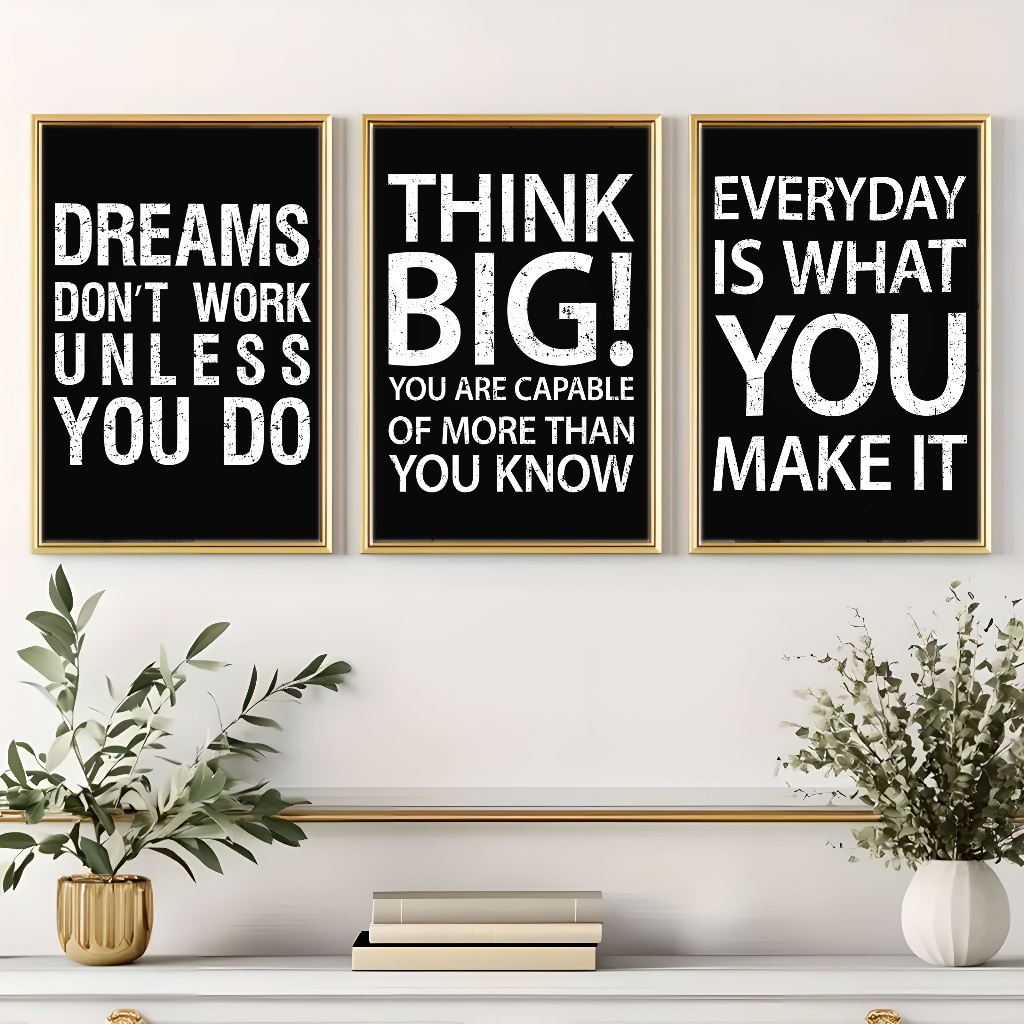 DREAMS
DON'T WORK
UNLESS
YOU DO
THINK
BIG!
YOU ARE CAPABLE
OF MORE THAN
YOU KNOW
EVERYDAY
IS WHAT
YOU
MAKE IT